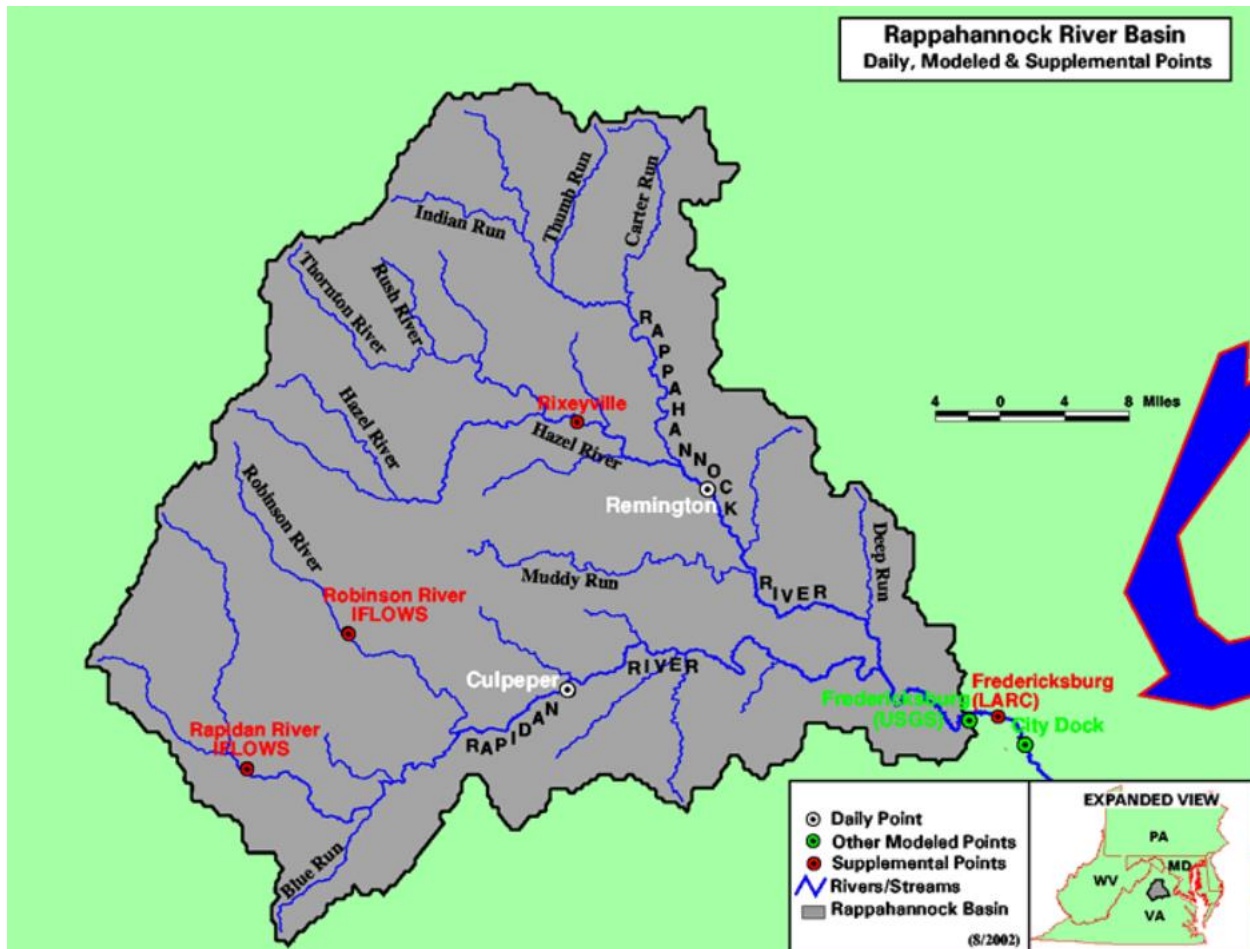 Rappahannock River Basin
Daily, Modeled & Supplemental Points
Indian Run
Thumb Run
Carter Run
Thornton River
Rush River
Hazel River
RAPPAHANNOCK
Rixeyville
Hazel River
4 0 4 8 Miles
Robinson River
Remington
Deep Run
Muddy Run
RIVER
Robinson River
IFLOWS
Culpeper
RIVER
RAPIDAN
Fredericksburg
(LARC)
Fredericksburg
(USGS)
City Dock
Rapidan River
IFLOWS
Blue Run
Daily Point
Other Modeled Points
Supplemental Points
Rivers/Streams
Rappahannock Basin
(8/2002)
EXPANDED VIEW
PA
MD
WV
VA